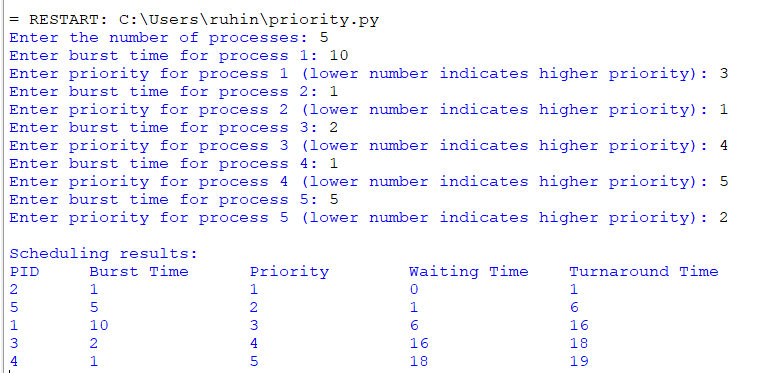 = RESTART: C:\Users\ruhin\priority.py
Enter the number of processes: 5
Enter burst time for process 1: 10
Enter priority for process 1 (lower number indicates higher priority): 3
Enter burst time for process 2: 1
Enter priority for process 2 (lower number indicates higher priority): 1
Enter burst time for process 3: 2
Enter priority for process 3 (lower number indicates higher priority): 4
Enter burst time for process 4: 1
Enter priority for process 4 (lower number indicates higher priority): 5
Enter burst time for process 5: 5
Enter priority for process 5 (lower number indicates higher priority): 2

Scheduling results:
PID     Burst Time      Priority        Waiting Time    Turnaround Time
2       1               1               0               1
5       5               2               1               6
1       10              3               6               16
3       2               4               16              18
4       1               5               18              19